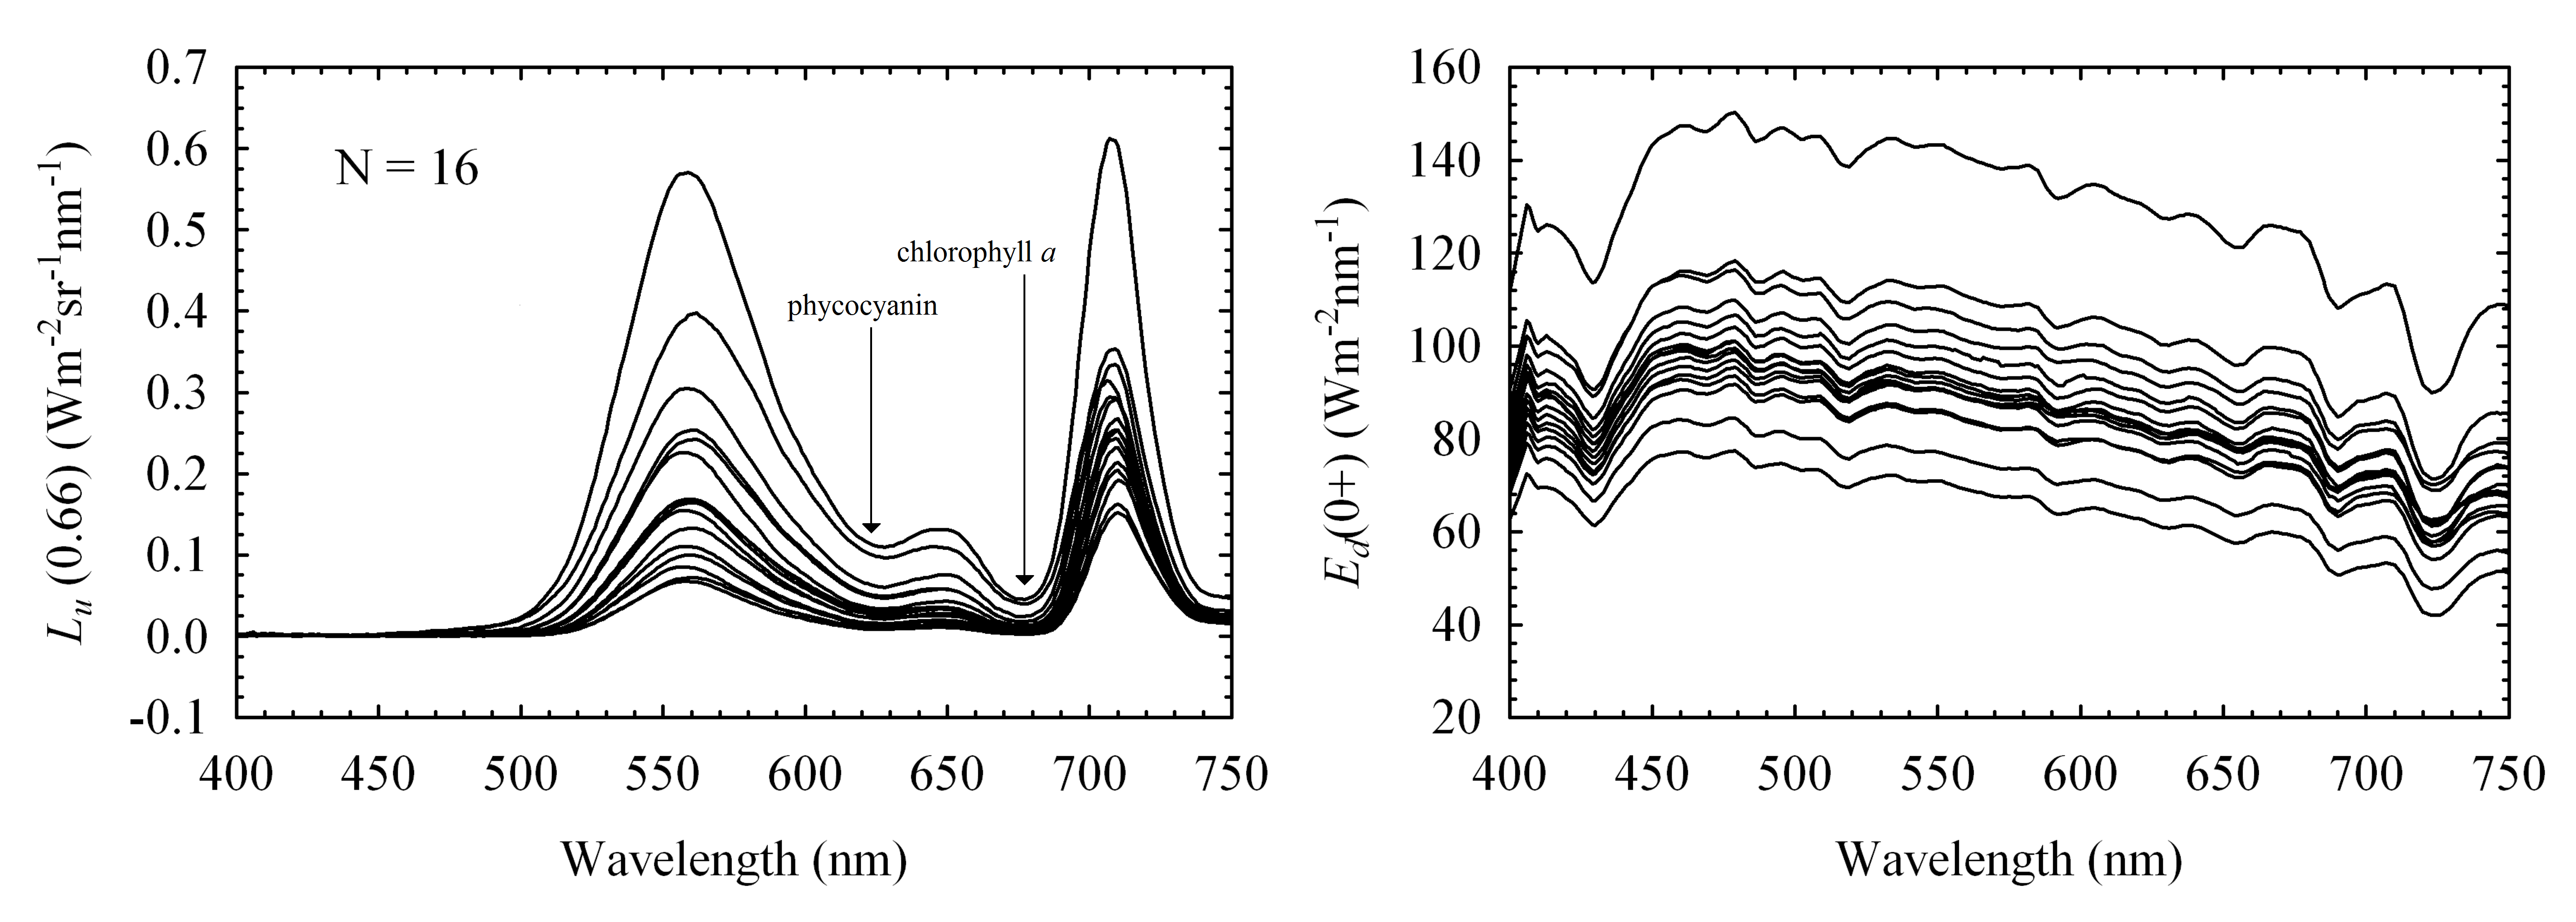 0.7
0.6
0.5
0.4
0.3
0.2
0.1
0.0
-0.1
N = 16
chlorophyll a
phycocyanin
400 450 500 550 600 650 700 750
Wavelength (nm)
Lu (0.66) (Wm-2sr-1nm-1)
160
140
120
100
80
60
40
20
400 450 500 550 600 650 700 750
Wavelength (nm)
Ed(0+) (Wm-2nm-1)